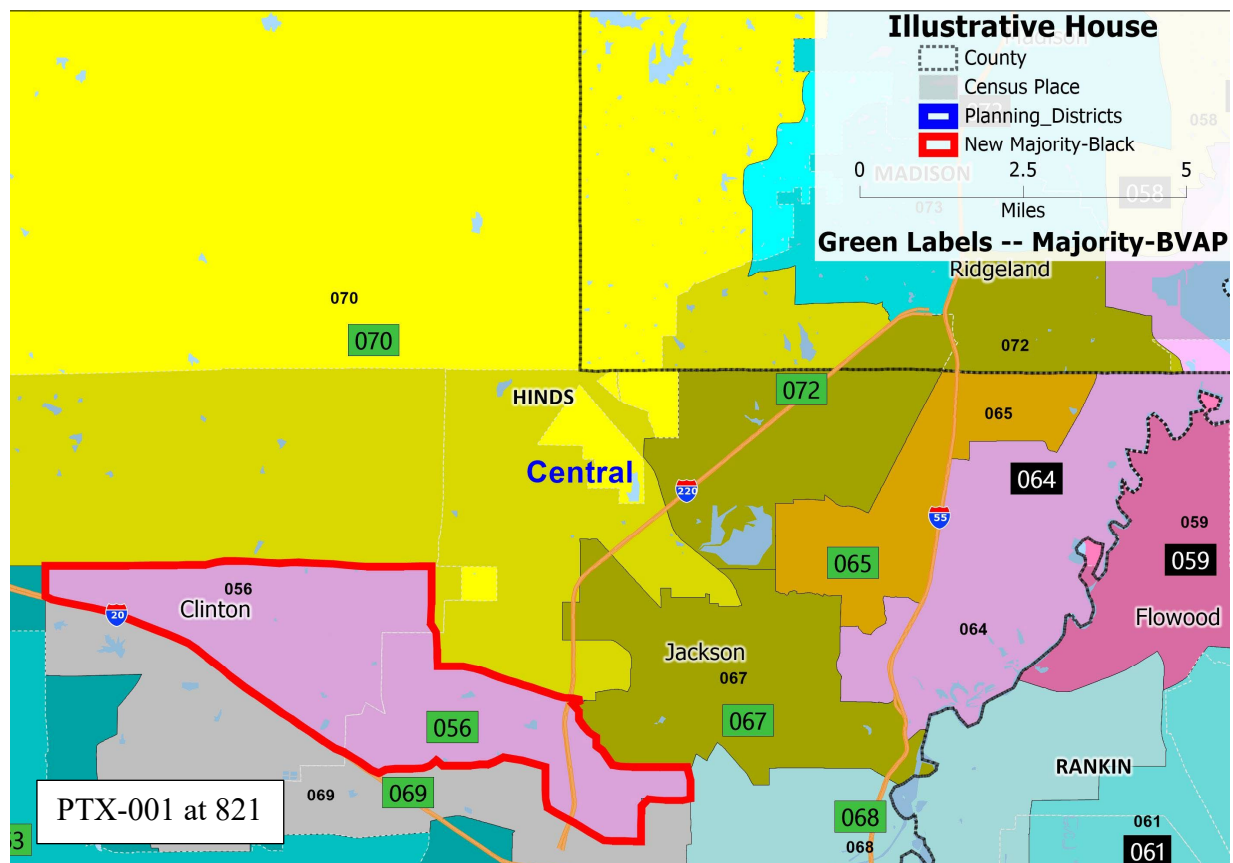 Illustrative House
County
Census Place
Planning_Districts
New Majority-Black
0 2.5 5
Miles
Green Labels -- Majority-BVAP
Madison
073
058
MADISON
058
073
Ridgeland
070
070
072
HINDS
072
065
Central
064
220
55
059
065
059
056
Clinton
20
Flowood
064
Jackson
067
056
067
RANKIN
069
069
PTX-001 at 821
068
061
068
061